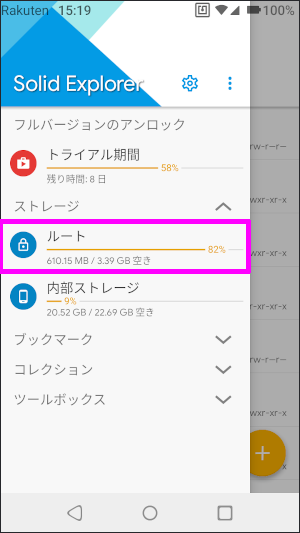 Rakuten 15:19 100%
Solid Explorer
フルバージョンのアンロック
トライアル期間
58%
残り時間: 8 日
ストレージ
ルート
82%
610.15 MB / 3.39 GB 空き
内部ストレージ
9%
20.52 GB / 22.69 GB 空き
ブックマーク
コレクション
ツールボックス
rw-r--r--
wxr-xr-x
wxr-xr-x
wxr-xr-x
rw-r--r--
wxr-xr-x